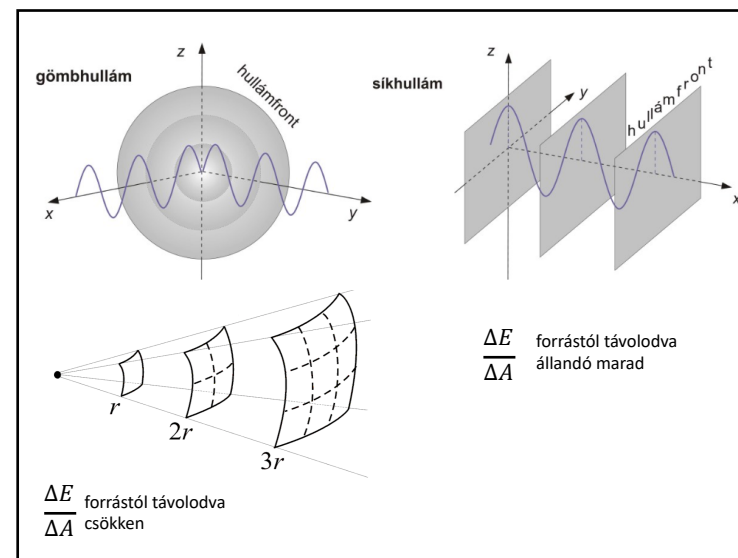 gömbhullám
z
hullámfront
x
y
síkhullám
z
y
hullámfront
x
r
2r
3r
ΔE
ΔA
forrástól távolodva
csökken
ΔE
ΔA
forrástól távolodva
állandó marad